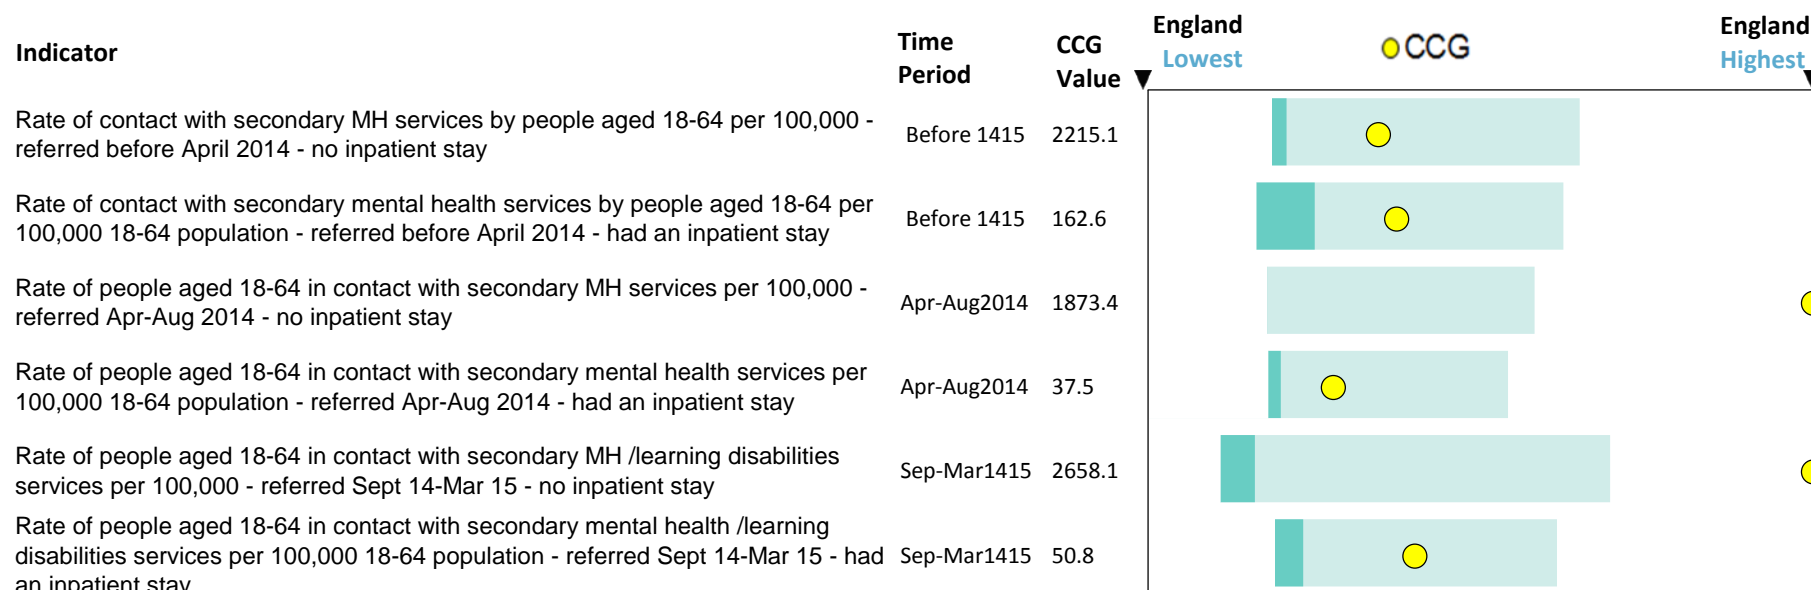 Indicator
Time Period
CCG Value
England Lowest
CCG
England Highest
Rate of contact with secondary MH services by people aged 18-64 per 100,000 -
referred before April 2014 - no inpatient stay
Before 1415 2215.1
Rate of contact with secondary mental health services by people aged 18-64 per
100,000 18-64 population - referred before April 2014 - had an inpatient stay
Before 1415 162.6
Rate of people aged 18-64 in contact with secondary MH services per 100,000 -
referred Apr-Aug 2014 - no inpatient stay
Apr-Aug2014 1873.4
Rate of people aged 18-64 in contact with secondary mental health services per
100,000 18-64 population - referred Apr-Aug 2014 - had an inpatient stay
Apr-Aug2014 37.5
Rate of people aged 18-64 in contact with secondary MH /learning disabilities
services per 100,000 - referred Sept 14-Mar 15 - no inpatient stay
Sep-Mar1415 2658.1
Rate of people aged 18-64 in contact with secondary mental health /learning
disabilities services per 100,000 18-64 population - referred Sept 14-Mar 15 - had
an inpatient stay
Sep-Mar1415 50.8